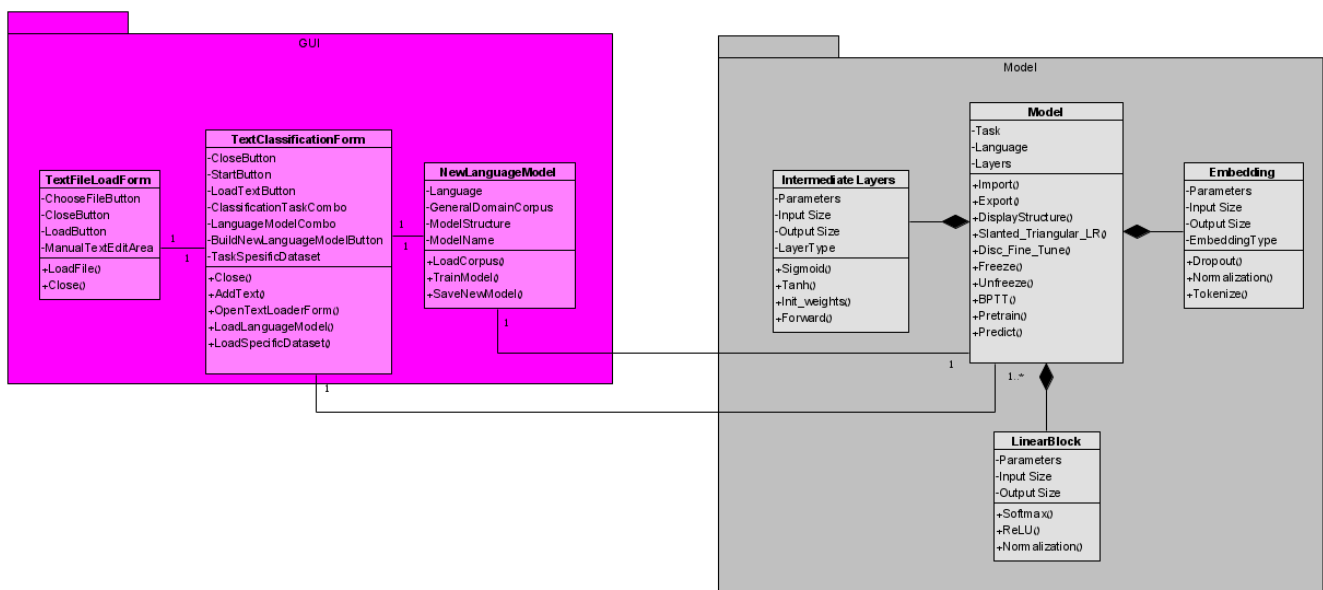 GUI
TextFileLoadForm
-ChooseFileButton
-CloseButton
-LoadButton
-ManualTextEditArea
+LoadFile()
+Close()
1
1
TextClassificationForm
-CloseButton
-StartButton
-LoadTextButton
-ClassificationTaskCombo
-LanguageModelCombo
-BuildNewLanguageModelButton
-TaskSpesificDataset
+Close()
+AddText()
+OpenTextLoaderForm()
+LoadLanguageModel()
+LoadSpecificDataset()
1
1
NewLanguageModel
-Language
-GeneralDomainCorpus
-ModelStructure
-ModelName
+LoadCorpus()
+TrainModel()
+SaveNewModel()
1
1
1
1..*
Model
Intermediate Layers
-Parameters
-Input Size
-Output Size
-LayerType
+Sigmoid()
+Tanh()
+Init_weights()
+Forward()
Model
-Task
-Language
-Layers
+Import()
+Export()
+DisplayStructure()
+Slanted_Triangular_LR()
+Disc_Fine_Tune()
+Freeze()
+Unfreeze()
+BPTT()
+Pretrain()
+Predict()
Embedding
-Parameters
-Input Size
-Output Size
-EmbeddingType
+Dropout()
+Normalization()
+Tokenize()
LinearBlock
-Parameters
-Input Size
-Output Size
+Softmax()
+ReLU()
+Normalization()